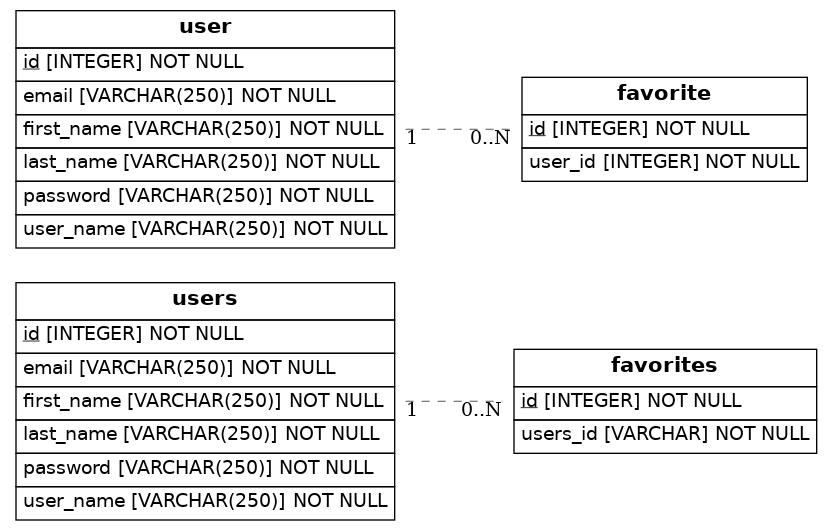 user
id [INTEGER] NOT NULL
email [VARCHAR(250)] NOT NULL
first_name [VARCHAR(250)] NOT NULL
last_name [VARCHAR(250)] NOT NULL
password [VARCHAR(250)] NOT NULL
user_name [VARCHAR(250)] NOT NULL
1
0..N
favorite
id [INTEGER] NOT NULL
user_id [INTEGER] NOT NULL
users
id [INTEGER] NOT NULL
email [VARCHAR(250)] NOT NULL
first_name [VARCHAR(250)] NOT NULL
last_name [VARCHAR(250)] NOT NULL
password [VARCHAR(250)] NOT NULL
user_name [VARCHAR(250)] NOT NULL
1
0..N
favorites
id [INTEGER] NOT NULL
users_id [VARCHAR] NOT NULL